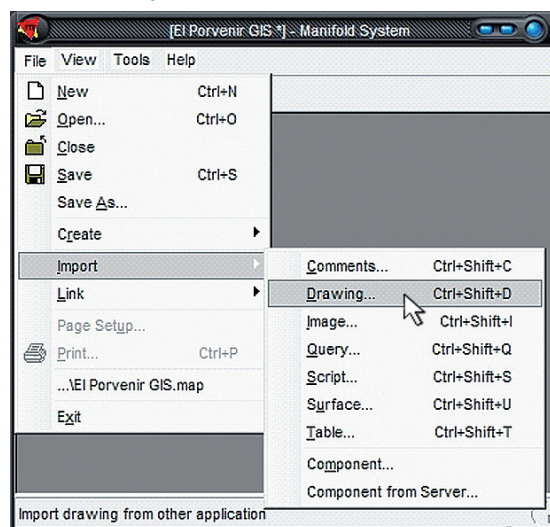 [El Porvenir GIS *] - Manifold System
File View Tools Help
New Ctrl+N
Open... Ctrl+O
Close
Save Ctrl+S
Save As...
Create
Import
Link
Page Setup...
Print... Ctrl+P
...\El Porvenir GIS.map
Exit
Comments... Ctrl+Shift+C
Drawing... Ctrl+Shift+D
Image... Ctrl+Shift+I
Query... Ctrl+Shift+Q
Script... Ctrl+Shift+S
Surface... Ctrl+Shift+U
Table... Ctrl+Shift+T
Component...
Component from Server...
Import drawing from other application